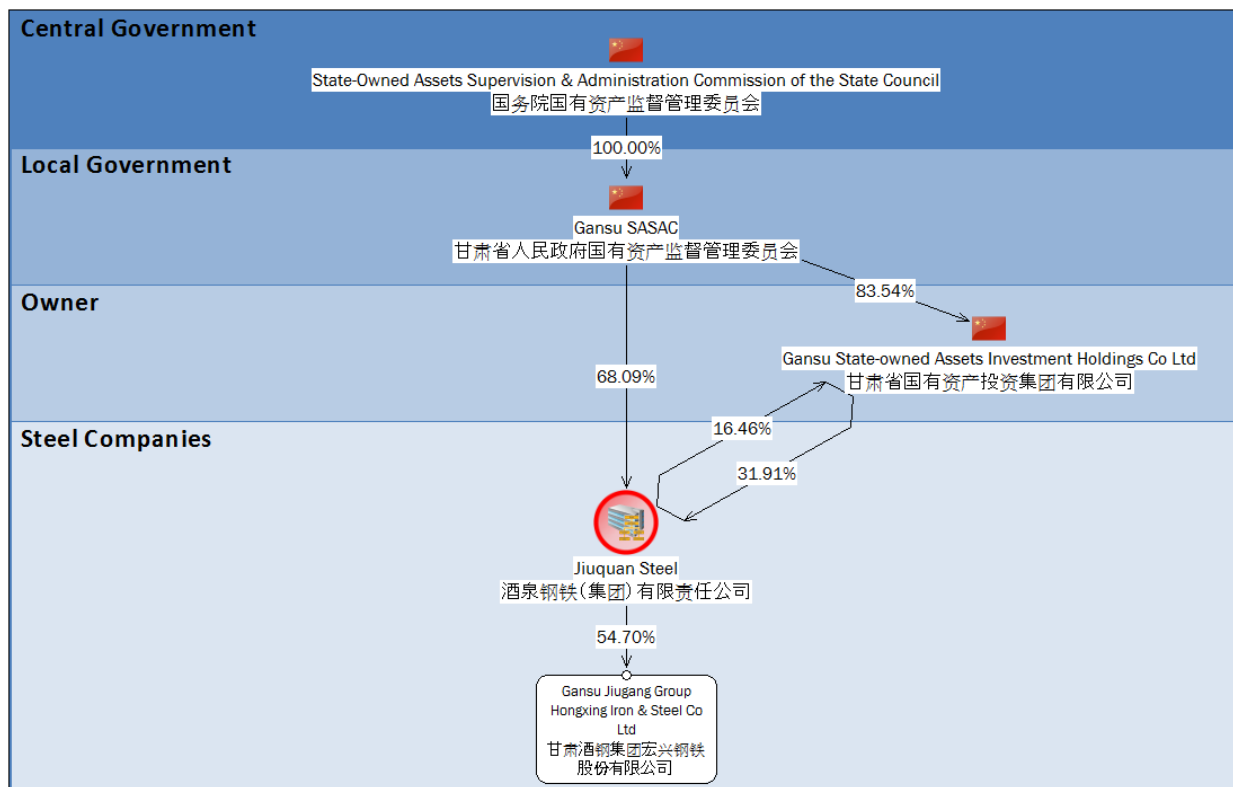 Central Government
State-Owned Assets Supervision & Administration Commission of the State Council
国务院国有资产监督管理委员会
100.00%
Local Government
Gansu SASAC
甘肃省人民政府国有资产监督管理委员会
83.54%
Owner
Gansu State-owned Assets Investment Holdings Co Ltd
甘肃省国有资产投资集团有限公司
68.09%
16.46%
Steel Companies
31.91%
Jiuquan Steel
酒泉钢铁(集团)有限责任公司
54.70%
Gansu Jiugang Group
Hongxing Iron & Steel Co
Ltd
甘肃酒钢集团宏兴钢铁
股份有限公司